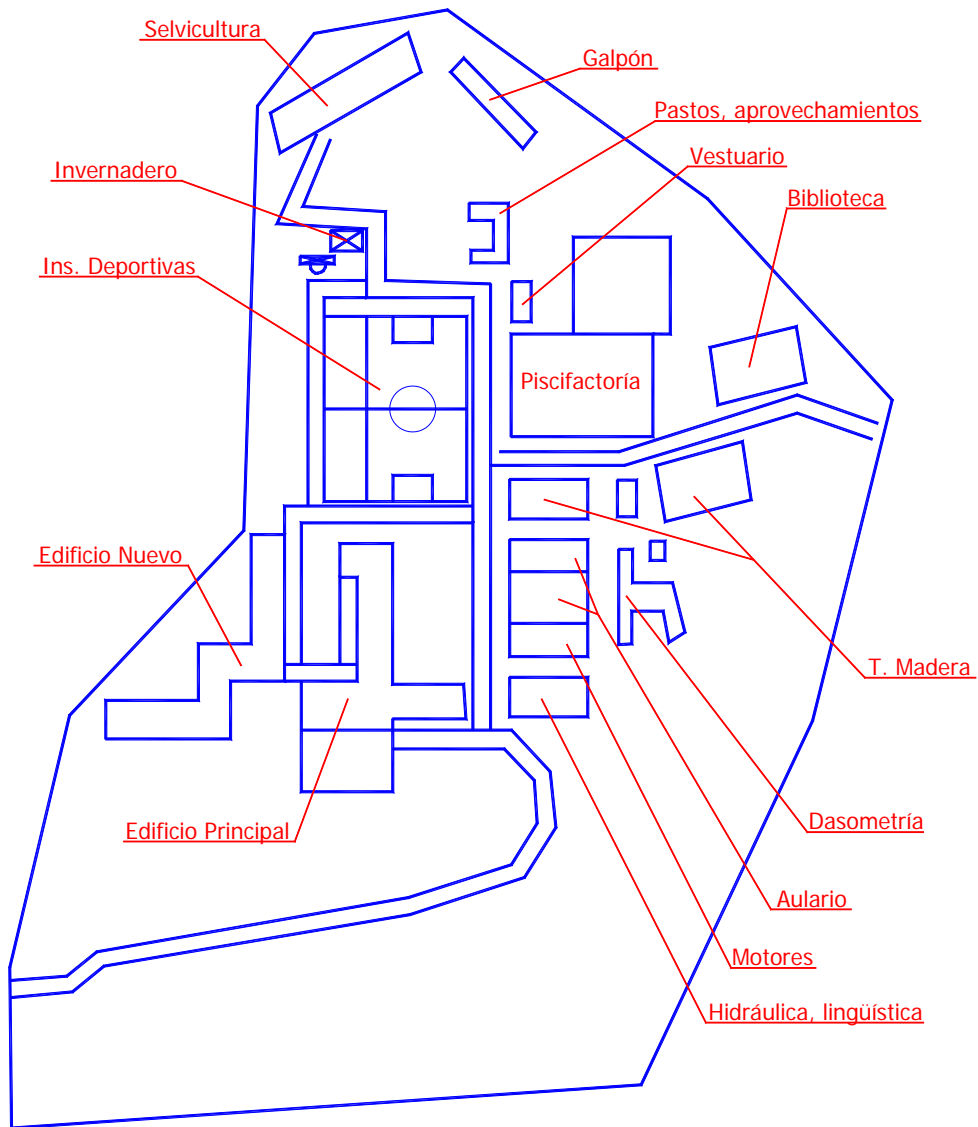 Selvicultura
Galpón
Pastos, aprovechamientos
Vestuario
Invernadero
Biblioteca
Ins. Deportivas
Piscifactoría
Edificio Nuevo
T. Madera
Edificio Principal
Dasometría
Aulario
Motores
Hidráulica, lingüística